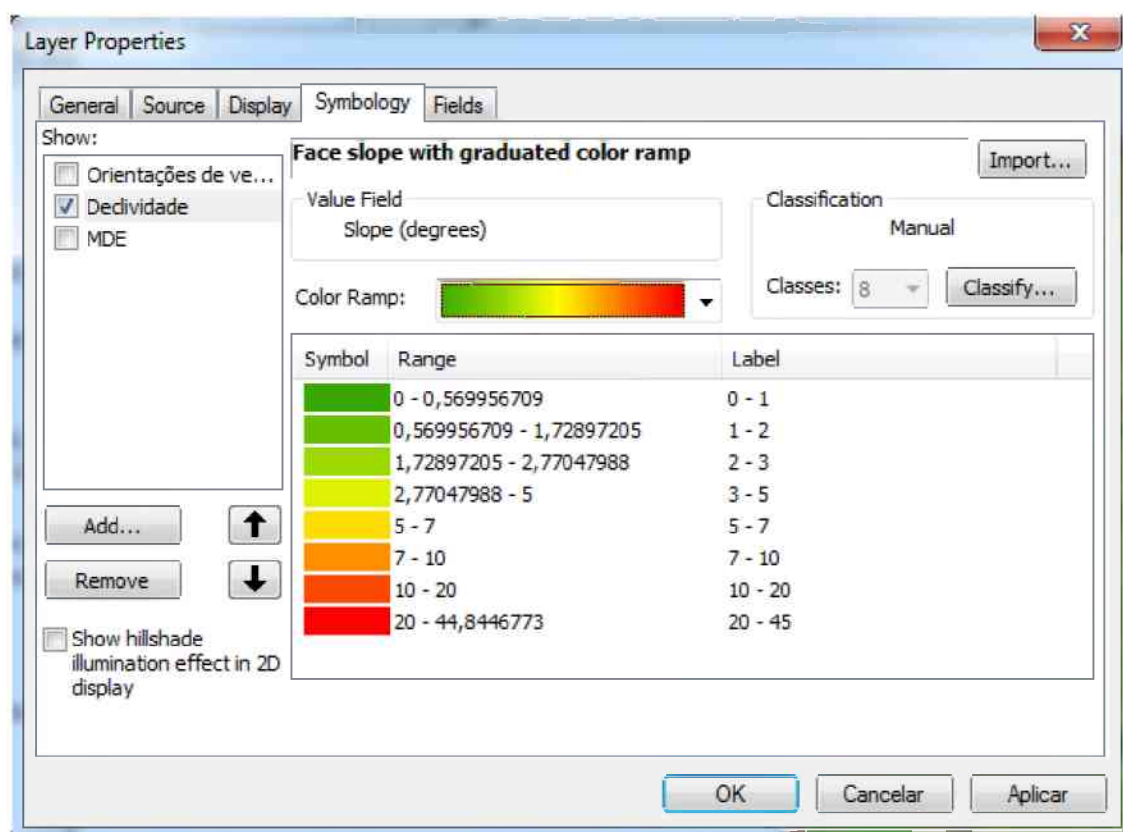 Layer Properties
General Source Display Symbology Fields
Show:
Orientações de ve...
Declividade
MDE
Add...
Remove
Show hillshade
illumination effect in 2D
display
Face slope with graduated color ramp
Import...
Value Field
Slope (degrees)
Classification
Manual
Color Ramp:
Classes: 8 Classify...
Symbol Range Label
0 - 0,569956709 0 - 1
0,569956709 - 1,72897205 1 - 2
1,72897205 - 2,77047988 2 - 3
2,77047988 - 5 3 - 5
5 - 7 5 - 7
7 - 10 7 - 10
10 - 20 10 - 20
20 - 44,8446773 20 - 45
OK Cancelar Aplicar